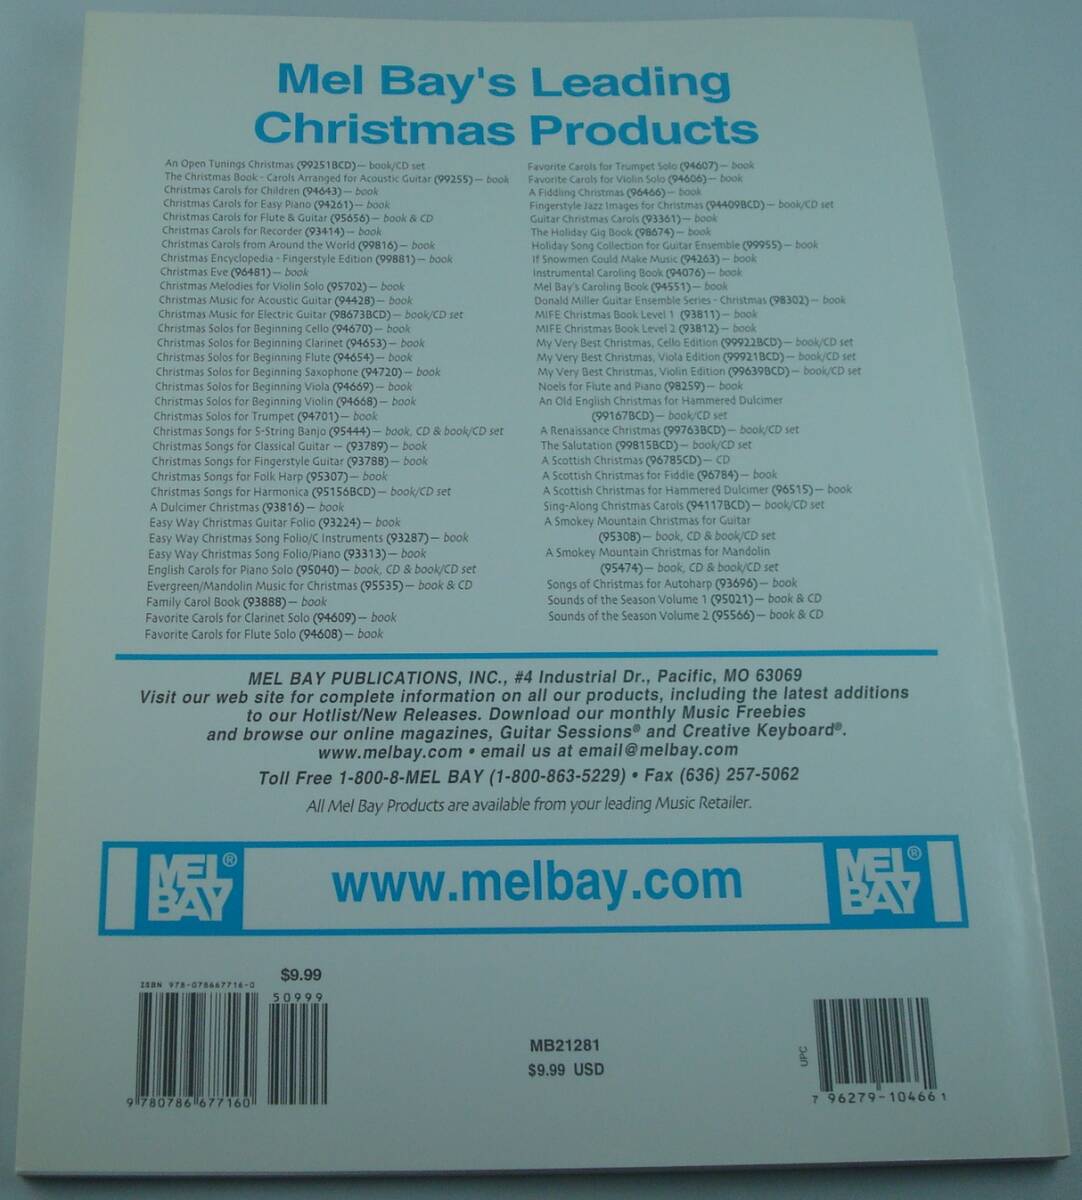 Mel Bay's Leading
Christmas Products
An Open Tunings Christmas (99251BCD)— book/CD set
The Christmas Book - Carols Arranged for Acoustic Guitar (99255)— book
Christmas Carols for Children (94643)— book
Christmas Carols for Easy Piano (94261)— book
Christmas Carols for Flute & Guitar (95656)— book & CD
Christmas Carols for Recorder (93414)— book
Christmas Carols from Around the World (99816)— book
Christmas Encyclopedia - Fingerstyle Edition (99881)— book
Christmas Eve (96481)— book
Christmas Melodies for Violin Solo (95702)— book
Christmas Music for Acoustic Guitar (94428)— book
Christmas Music for Electric Guitar (98673BCD)— book/CD set
Christmas Solos for Beginning Cello (94670)— book
Christmas Solos for Beginning Clarinet (94653)— book
Christmas Solos for Beginning Flute (94654)— book
Christmas Solos for Beginning Saxophone (94720)— book
Christmas Solos for Beginning Viola (94669)— book
Christmas Solos for Beginning Violin (94668)— book
Christmas Solos for Trumpet (94701)— book
Christmas Songs for 5-String Banjo (95444)— book, CD & book/CD set
Christmas Songs for Classical Guitar — (93789)— book
Christmas Songs for Fingerstyle Guitar (93788)— book
Christmas Songs for Folk Harp (95307)— book
Christmas Songs for Harmonica (95156BCD)— book/CD set
A Dulcimer Christmas (93816)— book
Easy Way Christmas Guitar Folio (93224)— book
Easy Way Christmas Song Folio/C Instruments (93287)— book
Easy Way Christmas Song Folio/Piano (93313)— book
English Carols for Piano Solo (95040)— book, CD & book/CD set
Evergreen/Mandolin Music for Christmas (95535)— book & CD
Family Carol Book (93888)— book
Favorite Carols for Clarinet Solo (94609)— book
Favorite Carols for Flute Solo (94608)— book
Favorite Carols for Trumpet Solo (94607)— book
Favorite Carols for Violin Solo (94606)— book
A Fiddling Christmas (96466)— book
Fingerstyle Jazz Images for Christmas (94409BCD)— book/CD set
Guitar Christmas Carols (93361)— book
The Holiday Gig Book (98674)— book
Holiday Song Collection for Guitar Ensemble (99955)— book
If Snowmen Could Make Music (94263)— book
Instrumental Caroling Book (94076)— book
Mel Bay's Caroling Book (94551)— book
Donald Miller Guitar Ensemble Series - Christmas (98302)— book
MIFE Christmas Book Level 1 (93811)— book
MIFE Christmas Book Level 2 (93812)— book
My Very Best Christmas, Cello Edition (99922BCD)— book/CD set
My Very Best Christmas, Viola Edition (99921BCD)— book/CD set
My Very Best Christmas, Violin Edition (99639BCD)— book/CD set
Noels for Flute and Piano (98259)— book
An Old English Christmas for Hammered Dulcimer
(99167BCD)— book/CD set
A Renaissance Christmas (99763BCD)— book/CD set
The Salutation (99815BCD)— book/CD set
A Scottish Christmas (96785CD)— CD
A Scottish Christmas for Fiddle (96784)— book
A Scottish Christmas for Hammered Dulcimer (96515)— book
Sing-Along Christmas Carols (94117BCD)— book/CD set
A Smokey Mountain Christmas for Guitar
(95308)— book, CD & book/CD set
A Smokey Mountain Christmas for Mandolin
(95474)— book, CD & book/CD set
Songs of Christmas for Autoharp (93696)— book
Sounds of the Season Volume 1 (95021)— book & CD
Sounds of the Season Volume 2 (95566)— book & CD
MEL BAY PUBLICATIONS, INC., #4 Industrial Dr., Pacific, MO 63069
Visit our web site for complete information on all our products, including the latest additions
to our Hotlist/New Releases. Download our monthly Music Freebies
and browse our online magazines, Guitar Sessions® and Creative Keyboard®.
www.melbay.com • email us at email@melbay.com
Toll Free 1-800-8-MEL BAY (1-800-863-5229) • Fax (636) 257-5062
All Mel Bay Products are available from your leading Music Retailer.
MEL BAY®
www.melbay.com
MEL BAY®
$9.99
ISBN 978-078667716-0
50999
9 780786 677160
MB21281
$9.99 USD
UPC
7 96279-10466 1